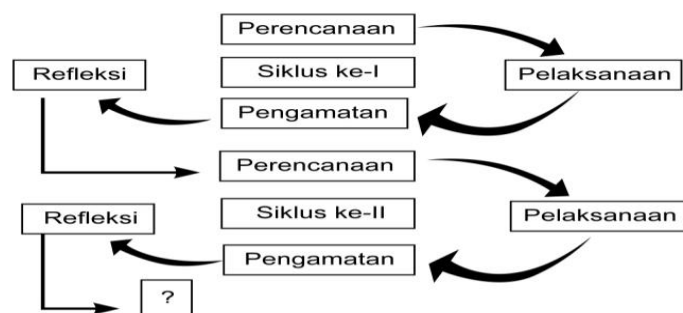 Perencanaan
Refleksi
Siklus ke-I
Pelaksanaan
Pengamatan
Perencanaan
Refleksi
Siklus ke-II
Pelaksanaan
Pengamatan
?